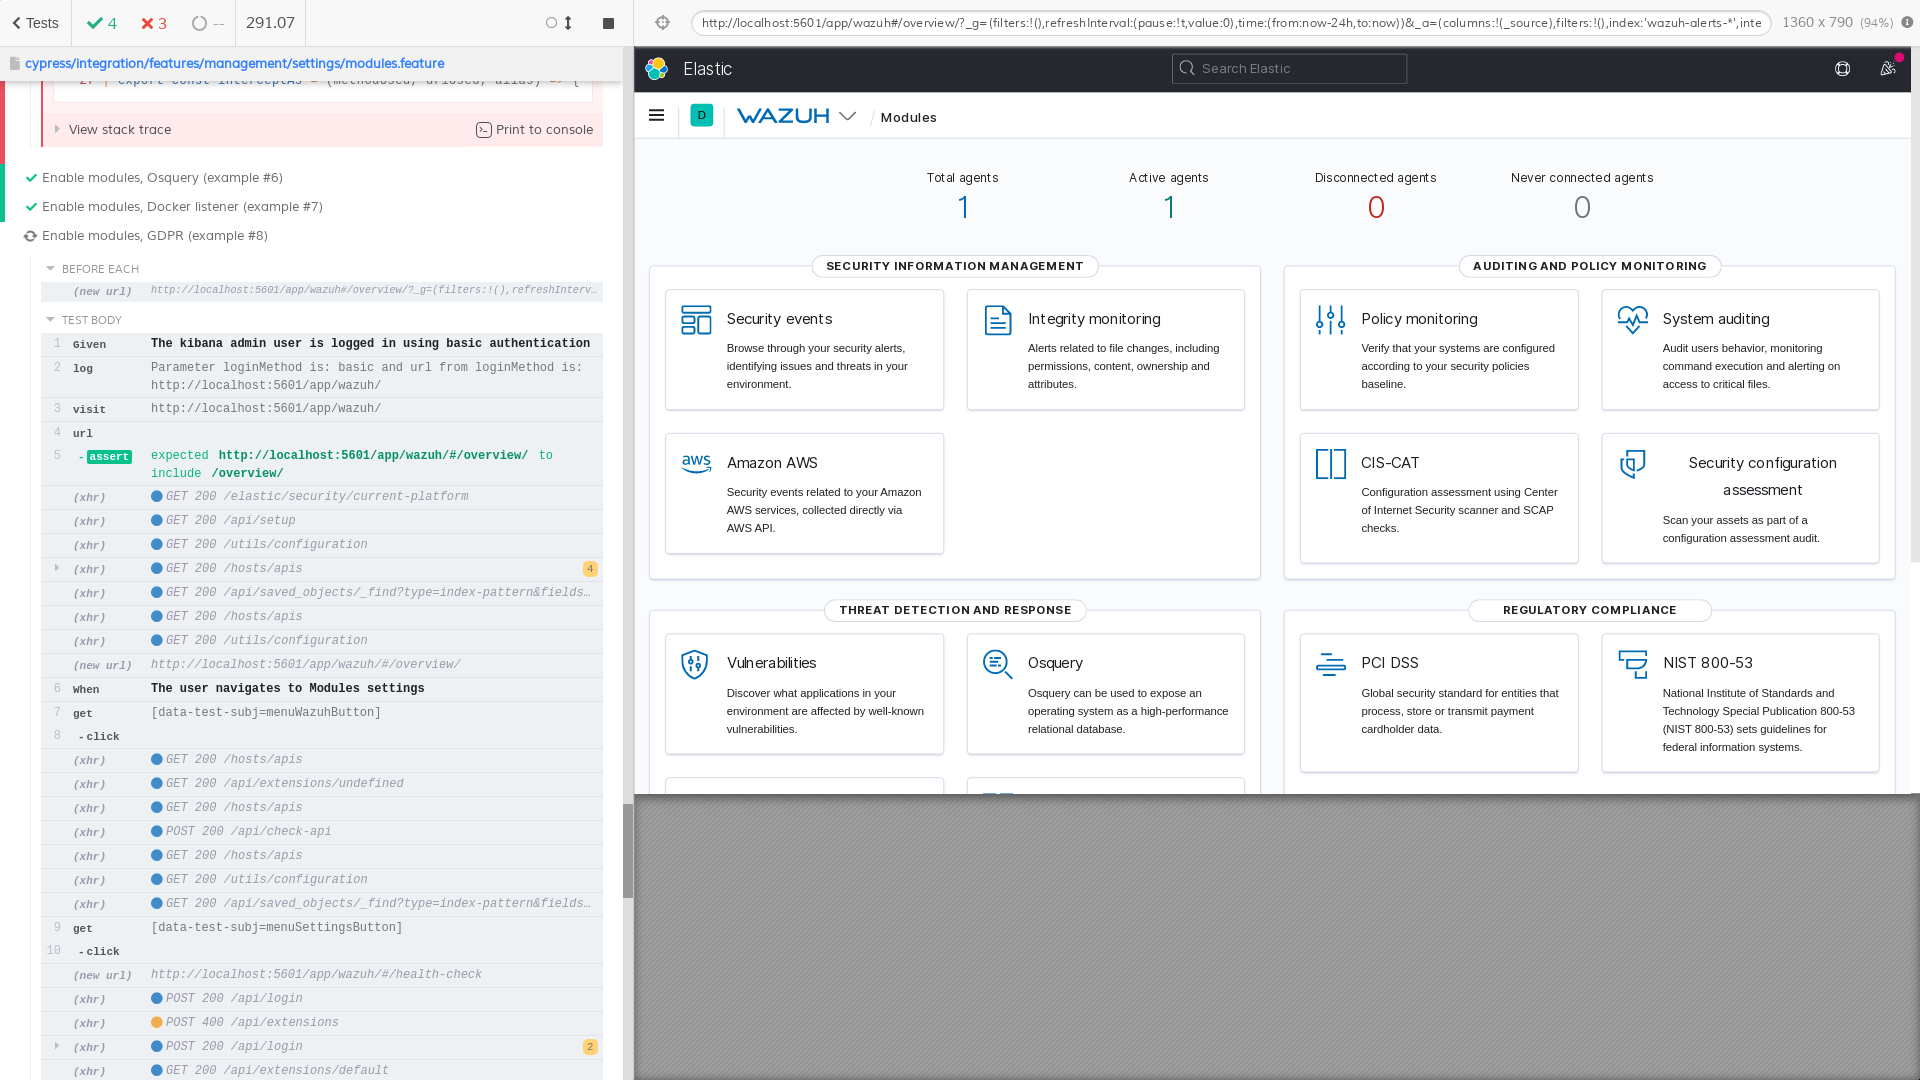 Tests
4
3
--
291.07
http://localhost:5601/app/wazuh#/overview/?_g=(filters:!(),refreshInterval:(pause:!t,value:0),time:(from:now-24h,to:now))&_a=(columns:!(_source),filters:!(),index:'wazuh-alerts-*',inte
1360 x 790 (94%)
cypress/integration/features/management/settings/modules.feature
View stack trace
Print to console
Enable modules, Osquery (example #6)
Enable modules, Docker listener (example #7)
Enable modules, GDPR (example #8)
BEFORE EACH
(new url) http://localhost:5601/app/wazuh#/overview/?_g=(filters:!(),refreshInterv…
TEST BODY
1 Given The kibana admin user is logged in using basic authentication
2 log Parameter loginMethod is: basic and url from loginMethod is:
http://localhost:5601/app/wazuh/
3 visit http://localhost:5601/app/wazuh/
4 url
5 -assert expected http://localhost:5601/app/wazuh/#/overview/ to
include /overview/
(xhr) GET 200 /elastic/security/current-platform
(xhr) GET 200 /api/setup
(xhr) GET 200 /utils/configuration
(xhr) GET 200 /hosts/apis 4
(xhr) GET 200 /api/saved_objects/_find?type=index-pattern&fields…
(xhr) GET 200 /hosts/apis
(xhr) GET 200 /utils/configuration
(new url) http://localhost:5601/app/wazuh/#/overview/
6 When The user navigates to Modules settings
7 get [data-test-subj=menuWazuhButton]
8 -click
(xhr) GET 200 /hosts/apis
(xhr) GET 200 /api/extensions/undefined
(xhr) GET 200 /hosts/apis
(xhr) POST 200 /api/check-api
(xhr) GET 200 /hosts/apis
(xhr) GET 200 /utils/configuration
(xhr) GET 200 /api/saved_objects/_find?type=index-pattern&fields…
9 get [data-test-subj=menuSettingsButton]
10 -click
(new url) http://localhost:5601/app/wazuh/#/health-check
(xhr) POST 200 /api/login
(xhr) POST 400 /api/extensions
(xhr) POST 200 /api/login 2
(xhr) GET 200 /api/extensions/default
Elastic
Search Elastic
D
WAZUH
/ Modules
Total agents
1
Active agents
1
Disconnected agents
0
Never connected agents
0
SECURITY INFORMATION MANAGEMENT
Security events
Browse through your security alerts,
identifying issues and threats in your
environment.
Integrity monitoring
Alerts related to file changes, including
permissions, content, ownership and
attributes.
aws
Amazon AWS
Security events related to your Amazon
AWS services, collected directly via
AWS API.
AUDITING AND POLICY MONITORING
Policy monitoring
Verify that your systems are configured
according to your security policies
baseline.
System auditing
Audit users behavior, monitoring
command execution and alerting on
access to critical files.
CIS-CAT
Configuration assessment using Center
of Internet Security scanner and SCAP
checks.
Security configuration
assessment
Scan your assets as part of a
configuration assessment audit.
THREAT DETECTION AND RESPONSE
Vulnerabilities
Discover what applications in your
environment are affected by well-known
vulnerabilities.
Osquery
Osquery can be used to expose an
operating system as a high-performance
relational database.
REGULATORY COMPLIANCE
PCI DSS
Global security standard for entities that
process, store or transmit payment
cardholder data.
NIST 800-53
National Institute of Standards and
Technology Special Publication 800-53
(NIST 800-53) sets guidelines for
federal information systems.